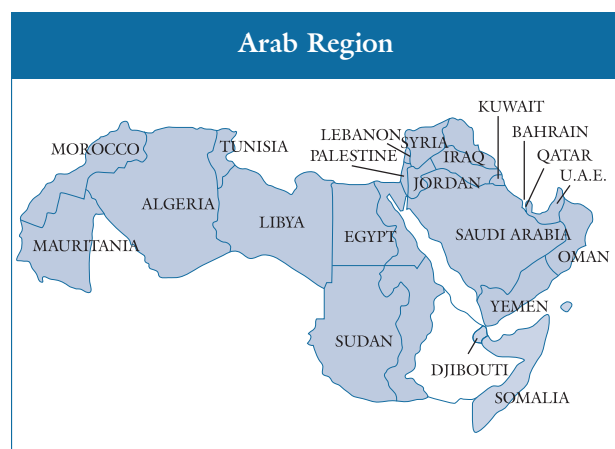 Arab Region
KUWAIT
BAHRAIN
LEBANON
SYRIA
QATAR
MOROCCO
TUNISIA
PALESTINE
IRAQ
U.A.E.
JORDAN
ALGERIA
LIBYA
EGYPT
SAUDI ARABIA
MAURITANIA
OMAN
YEMEN
SUDAN
DJIBOUTI
SOMALIA